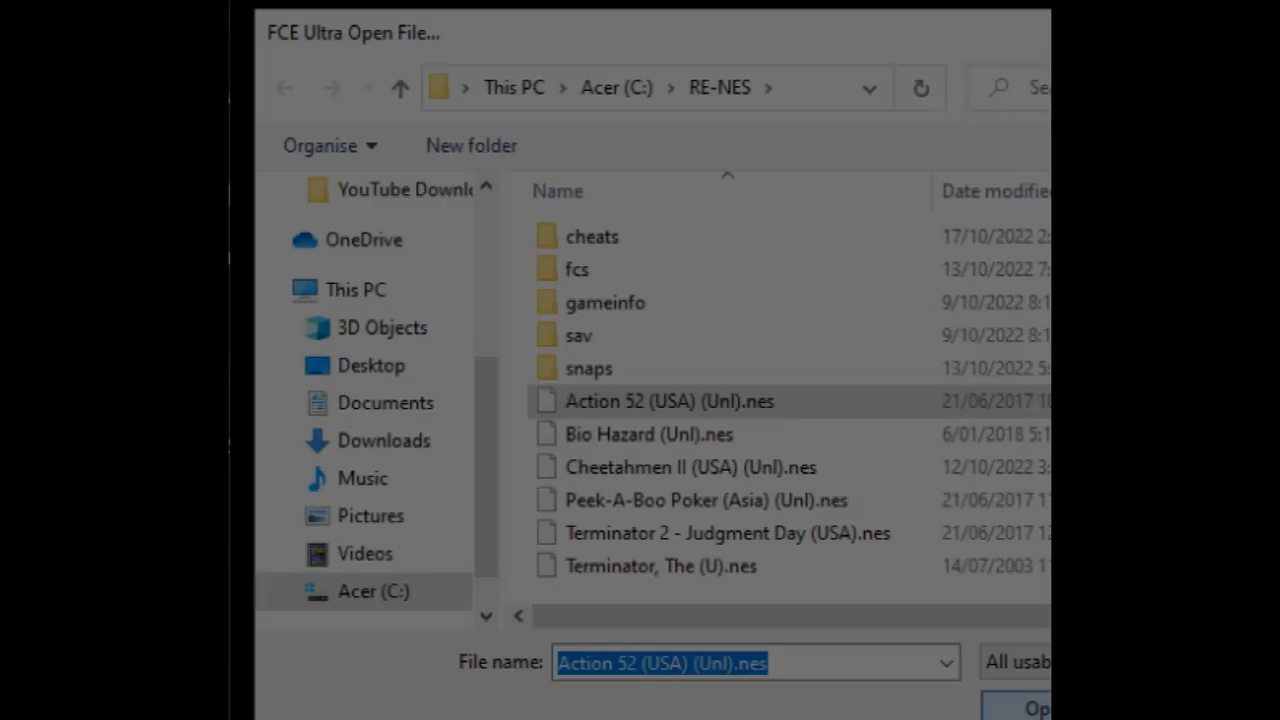 FCE Ultra Open File...
This PC Acer (C:) RE-NES
Organise New folder
YouTube
OneDrive
This PC
3D Objects
Desktop
Documents
Downloads
Music
Pictures
Videos
Acer (C:)
Name Date modified
cheats 17/10/2022
fcs 13/10/2022
gameinfo 9/10/2022
sav 9/10/2022
snaps 13/10/2022
Action 52 (USA) (Unl).nes 21/06/2017
Bio Hazard (Unl).nes 6/01/2018
Cheetahmen II (USA) (Unl).nes 12/10/2022
Peek-A-Boo Poker (Asia) (Unl).nes 21/06/2017
Terminator 2 - Judgment Day (USA).nes 21/06/2017
Terminator, The (U).nes 14/07/2003
File name: Action 52 (USA) (Unl).nes All